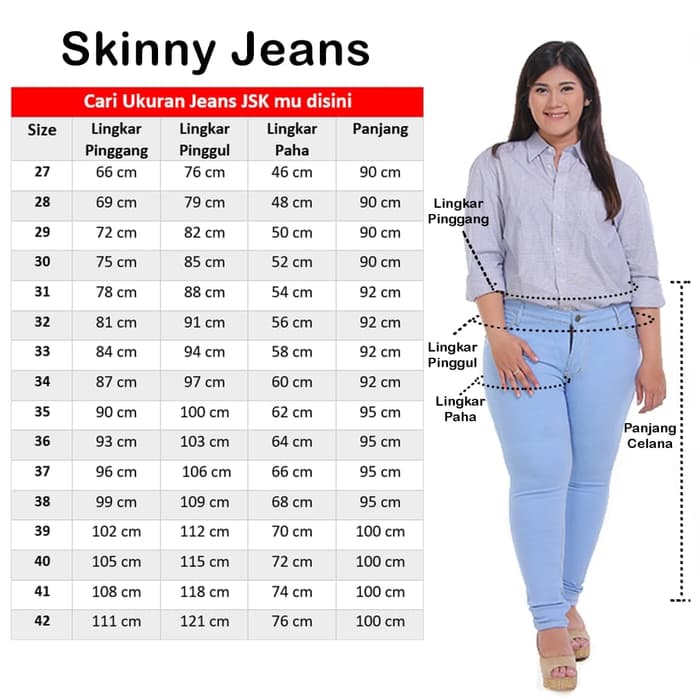 Skinny Jeans
Cari Ukuran Jeans JSK mu disini
Size Lingkar Pinggang Lingkar Pinggul Lingkar Paha Panjang
27 66 cm 76 cm 46 cm 90 cm
28 69 cm 79 cm 48 cm 90 cm
29 72 cm 82 cm 50 cm 90 cm
30 75 cm 85 cm 52 cm 90 cm
31 78 cm 88 cm 54 cm 92 cm
32 81 cm 91 cm 56 cm 92 cm
33 84 cm 94 cm 58 cm 92 cm
34 87 cm 97 cm 60 cm 92 cm
35 90 cm 100 cm 62 cm 95 cm
36 93 cm 103 cm 64 cm 95 cm
37 96 cm 106 cm 66 cm 95 cm
38 99 cm 109 cm 68 cm 95 cm
39 102 cm 112 cm 70 cm 100 cm
40 105 cm 115 cm 72 cm 100 cm
41 108 cm 118 cm 74 cm 100 cm
42 111 cm 121 cm 76 cm 100 cm
Lingkar
Pinggang
Lingkar
Pinggul
Lingkar
Paha
Panjang
Celana